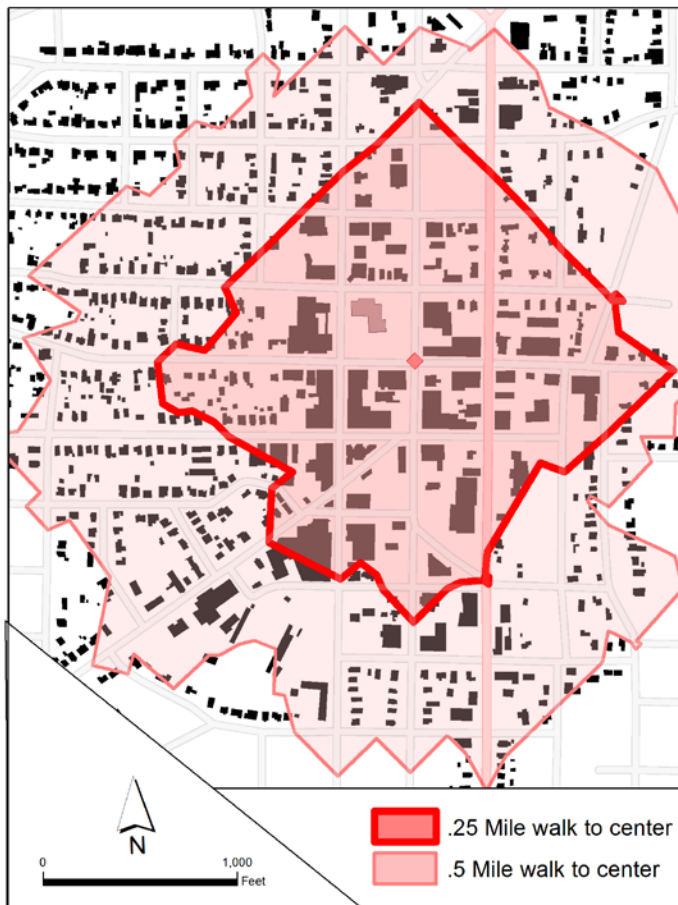 N
0 1,000
Feet
.25 Mile walk to center
.5 Mile walk to center